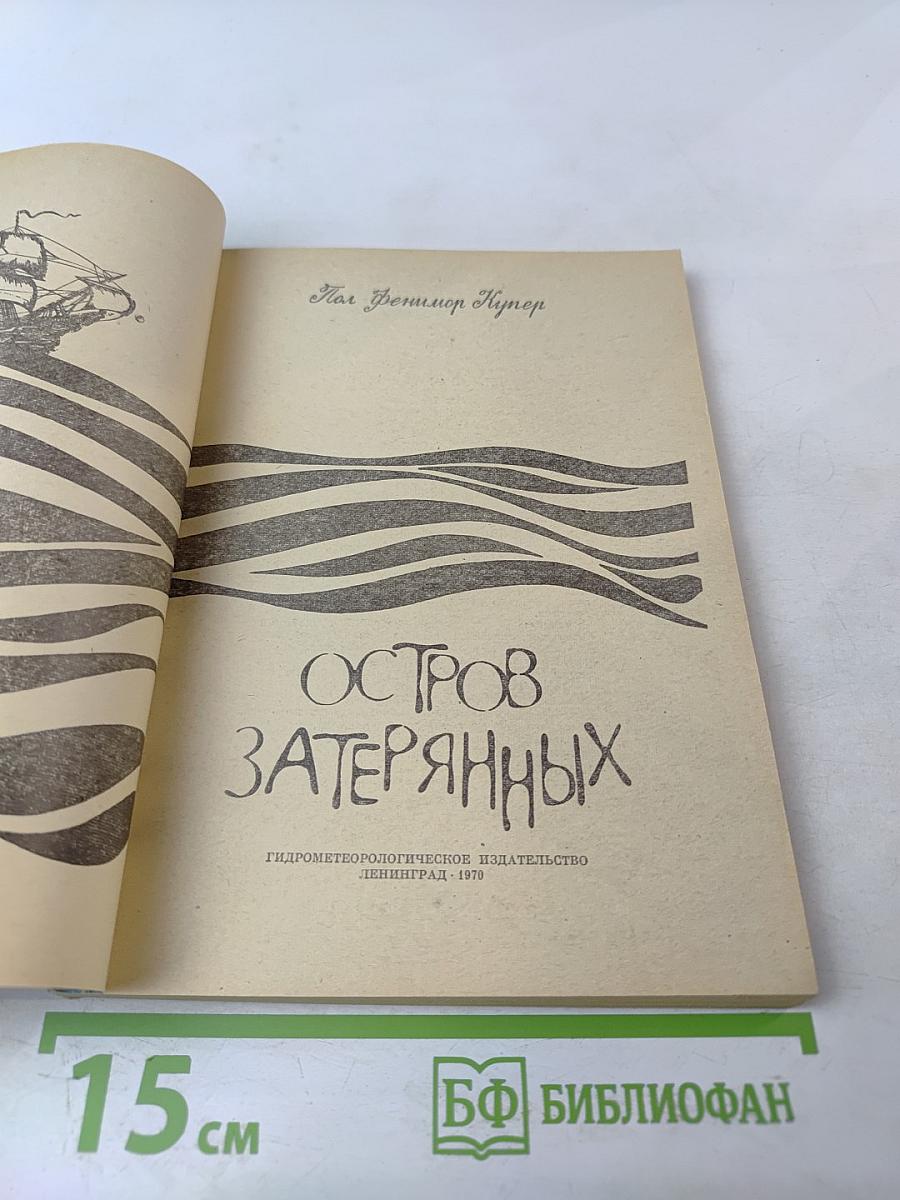 Пол Фенимор Купер
ОСТРОВ
ЗАТЕРЯННЫХ
ГИДРОМЕТЕОРОЛОГИЧЕСКОЕ ИЗДАТЕЛЬСТВО
ЛЕНИНГРАД · 1970
15 см
БФ БИБЛИОФАН